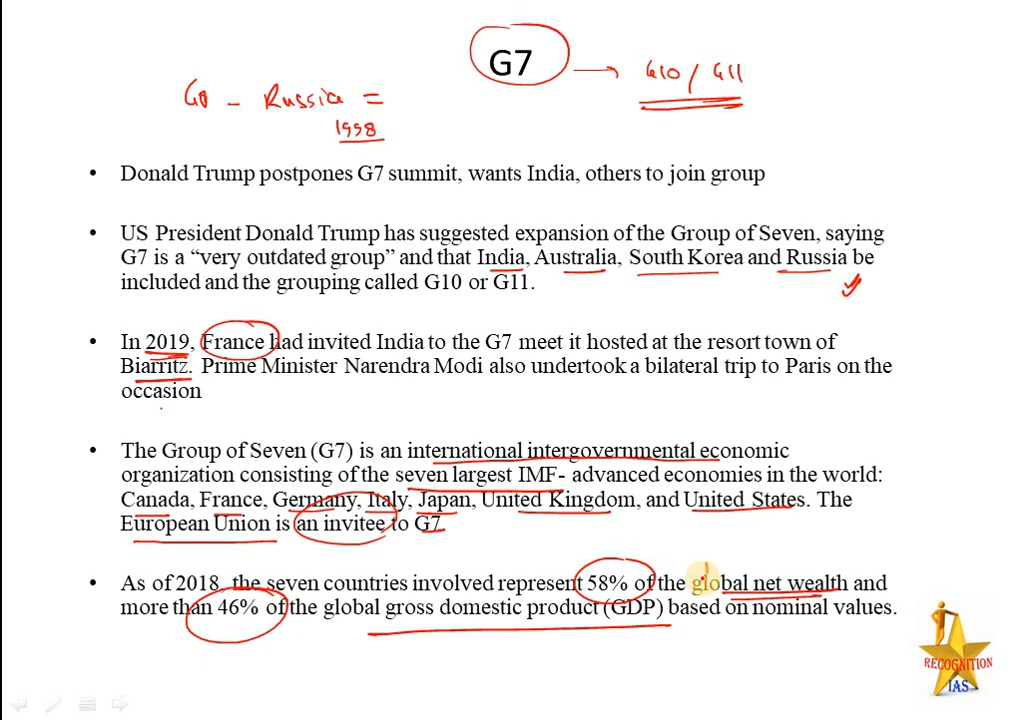 G7 → G10 / G11
G8 - Russia =
1998
• Donald Trump postpones G7 summit, wants India, others to join group
• US President Donald Trump has suggested expansion of the Group of Seven, saying
G7 is a “very outdated group” and that India, Australia, South Korea and Russia be
included and the grouping called G10 or G11.
• In 2019, France had invited India to the G7 meet it hosted at the resort town of
Biarritz. Prime Minister Narendra Modi also undertook a bilateral trip to Paris on the
occasion
• The Group of Seven (G7) is an international intergovernmental economic
organization consisting of the seven largest IMF- advanced economies in the world:
Canada, France, Germany, Italy, Japan, United Kingdom, and United States. The
European Union is an invitee to G7
• As of 2018, the seven countries involved represent 58% of the global net wealth and
more than 46% of the global gross domestic product (GDP) based on nominal values.
RECOGNITION
IAS